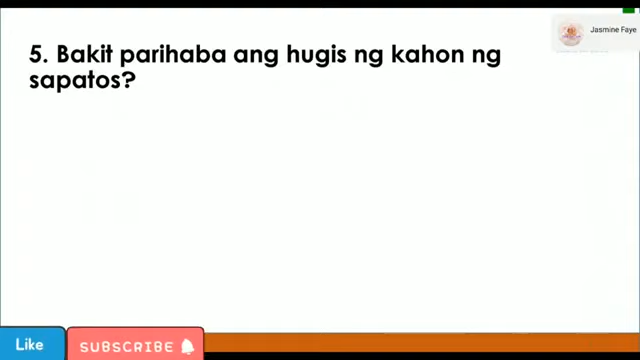 Jasmine Faye
5. Bakit parihaba ang hugis ng kahon ng
sapatos?
Like
SUBSCRIBE